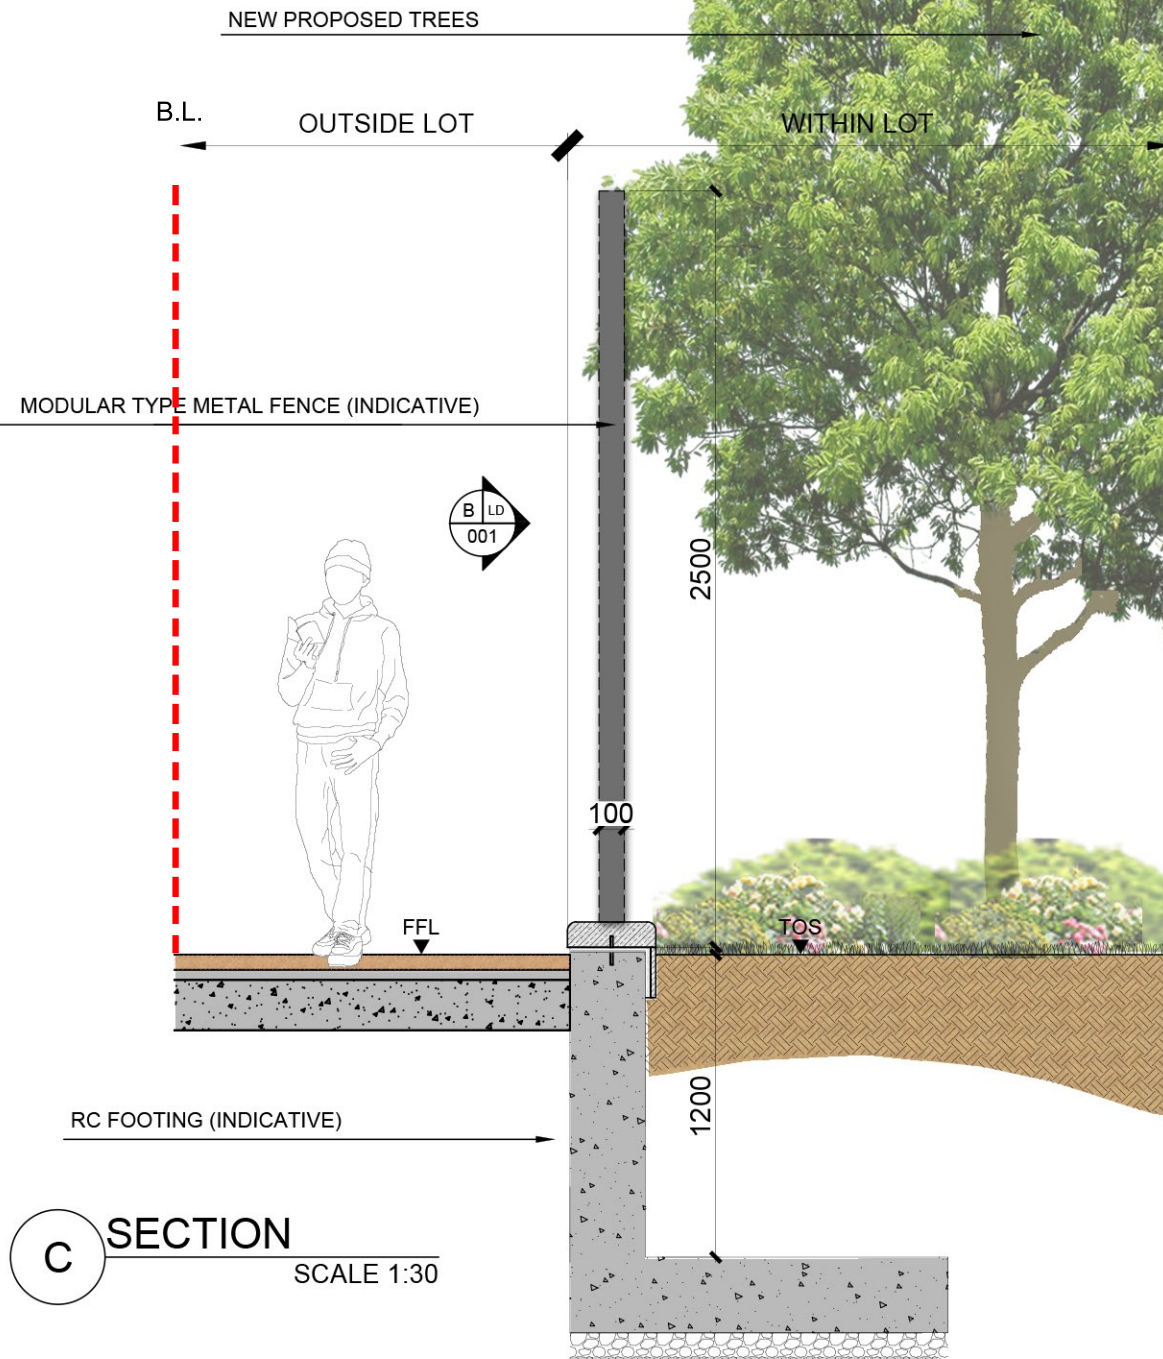 NEW PROPOSED TREES
B.L.
OUTSIDE LOT
WITHIN LOT
MODULAR TYPE METAL FENCE (INDICATIVE)
B LD
001
2500
100
FFL
TOS
1200
RC FOOTING (INDICATIVE)
C SECTION
SCALE 1:30